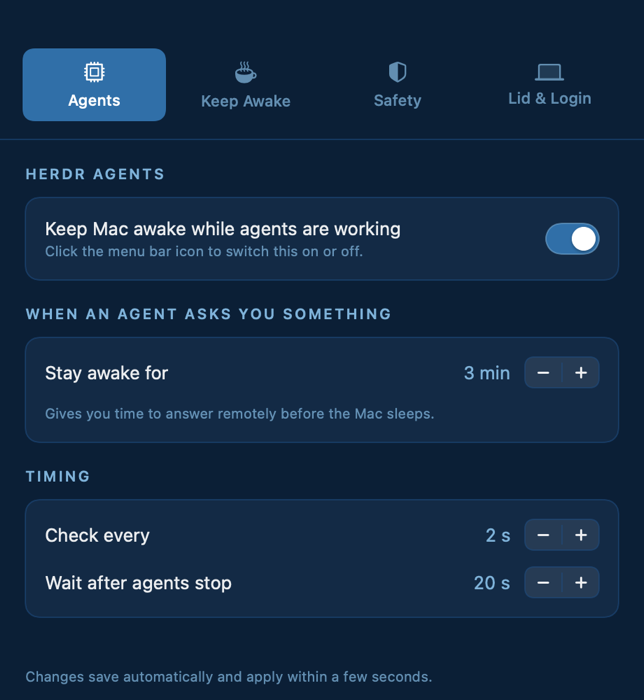 Agents
Keep Awake
Safety
Lid & Login
HERDR AGENTS
Keep Mac awake while agents are working
Click the menu bar icon to switch this on or off.
WHEN AN AGENT ASKS YOU SOMETHING
Stay awake for 3 min − +
Gives you time to answer remotely before the Mac sleeps.
TIMING
Check every 2 s − +
Wait after agents stop 20 s − +
Changes save automatically and apply within a few seconds.